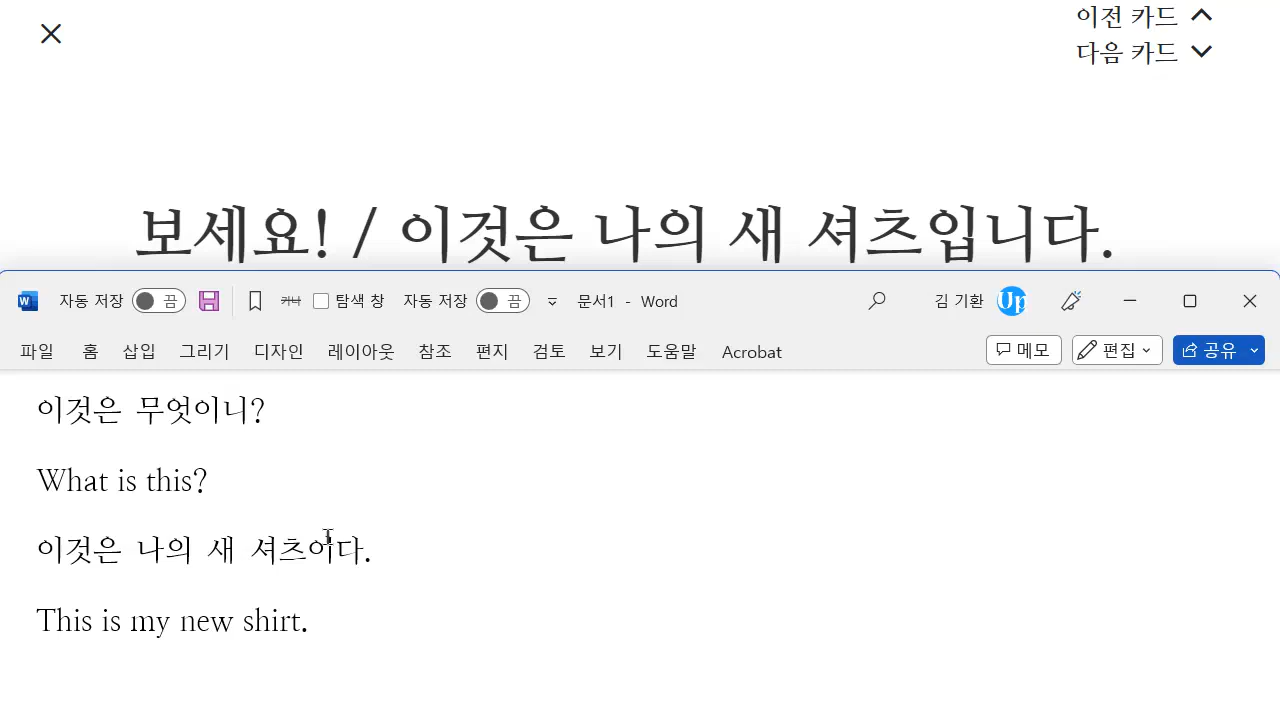 이전 카드
다음 카드
보세요! / 이것은 나의 새 셔츠입니다.
자동 저장 끔 가나 탐색 창 자동 저장 끔 문서1 - Word 김 기환 Up
파일 홈 삽입 그리기 디자인 레이아웃 참조 편지 검토 보기 도움말 Acrobat 메모 편집 공유
이것은 무엇이니?
What is this?
이것은 나의 새 셔츠이다.
This is my new shirt.